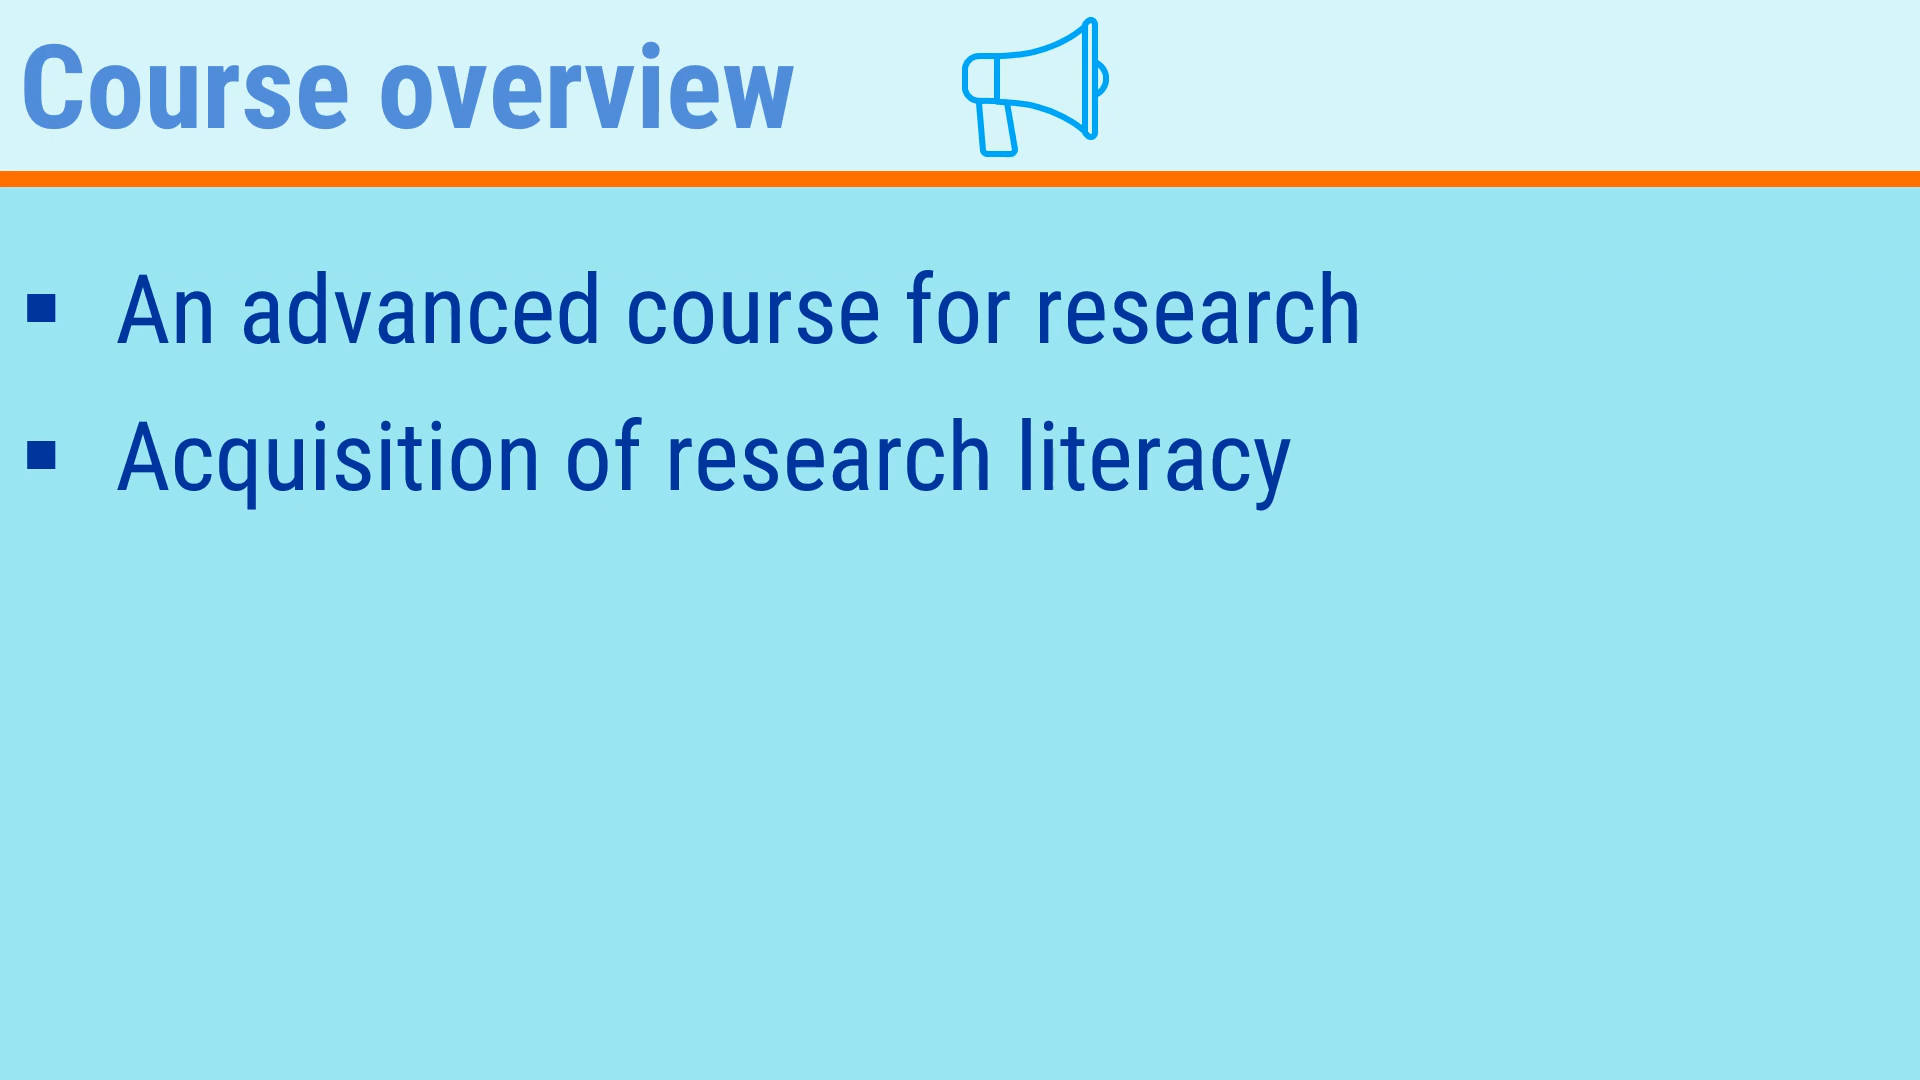 Course overview
▪ An advanced course for research
▪ Acquisition of research literacy